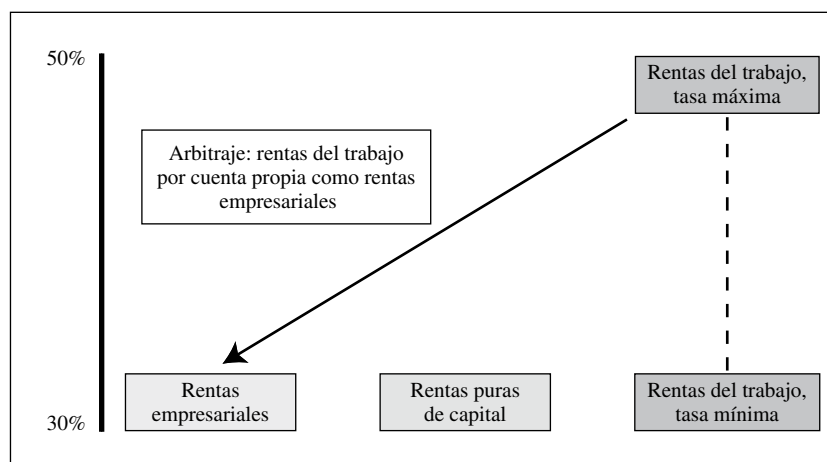 50%
Rentas del trabajo,
tasa máxima
Arbitraje: rentas del trabajo
por cuenta propia como rentas
empresariales
Rentas
empresariales
Rentas puras
de capital
Rentas del trabajo,
tasa mínima
30%